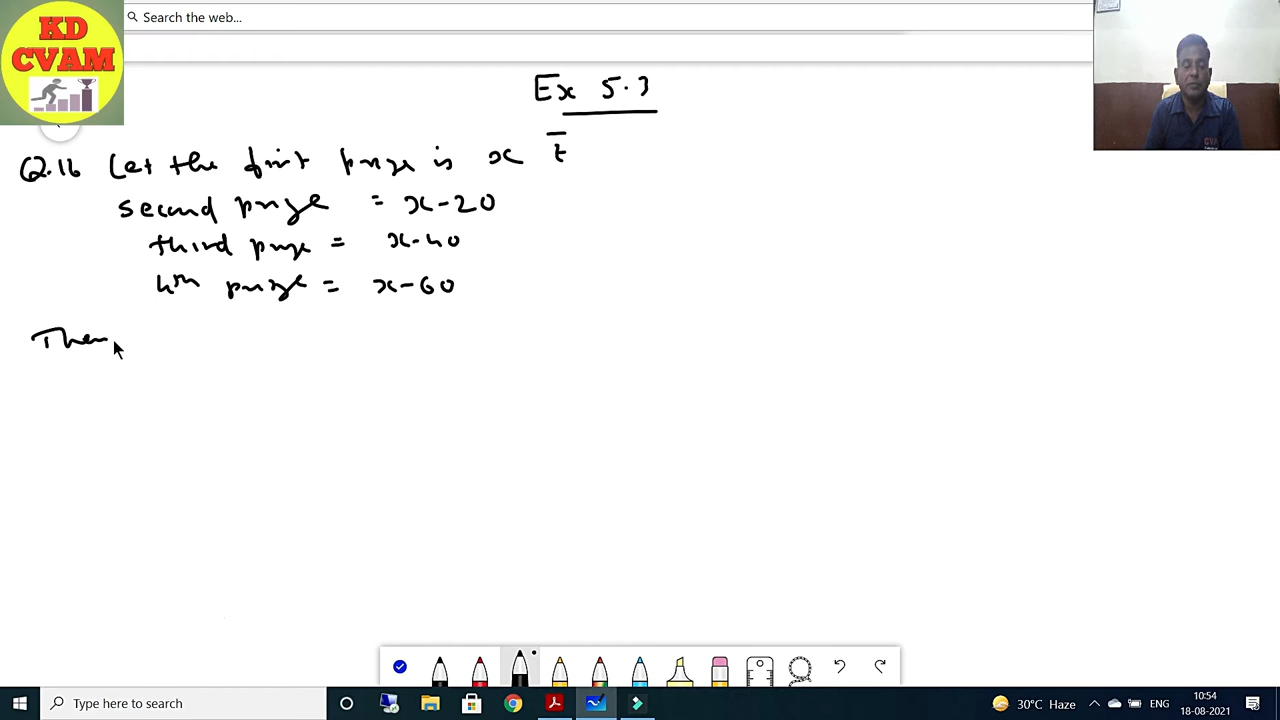 KD
CVAM
Search the web...
Ex 5.3
Q.16 Let the first prize is x
second prize = x-20
third prize = x-40
4th prize = x-60
Then
Type here to search
30°C Haze
ENG
10:54
18-08-2021